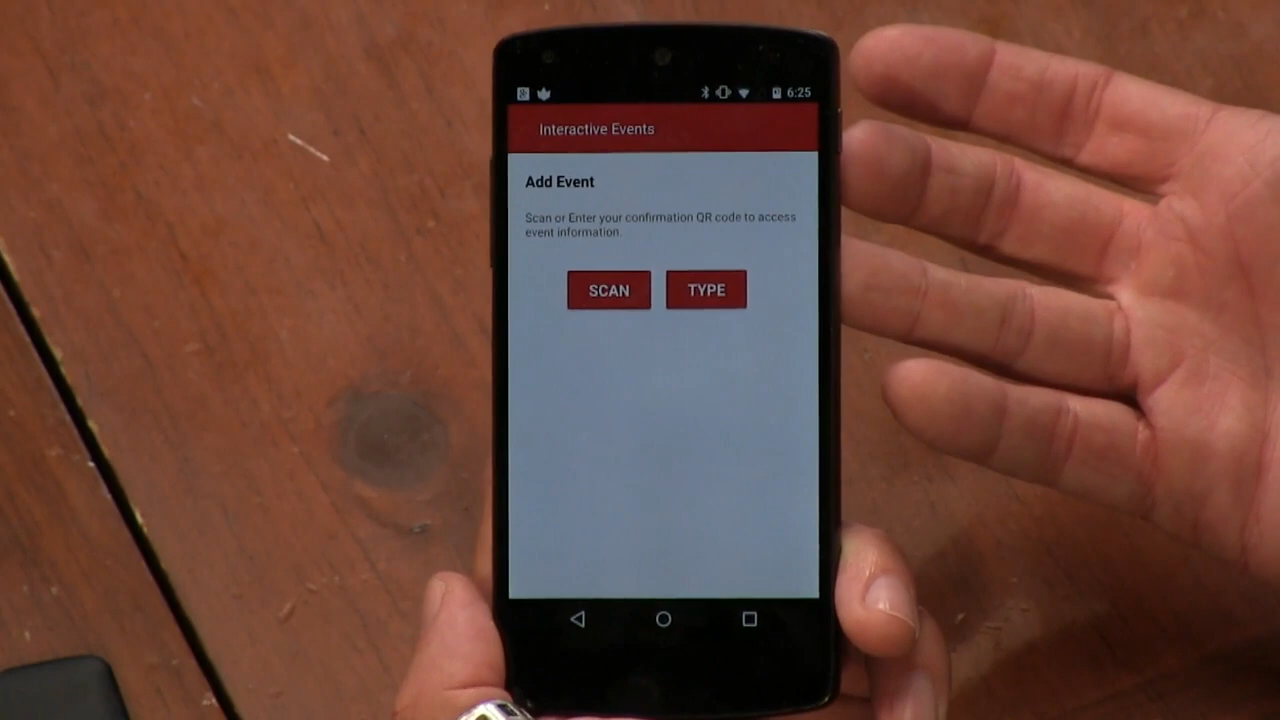 6:25
Interactive Events
Add Event
Scan or Enter your confirmation QR code to access
event information.
SCAN TYPE